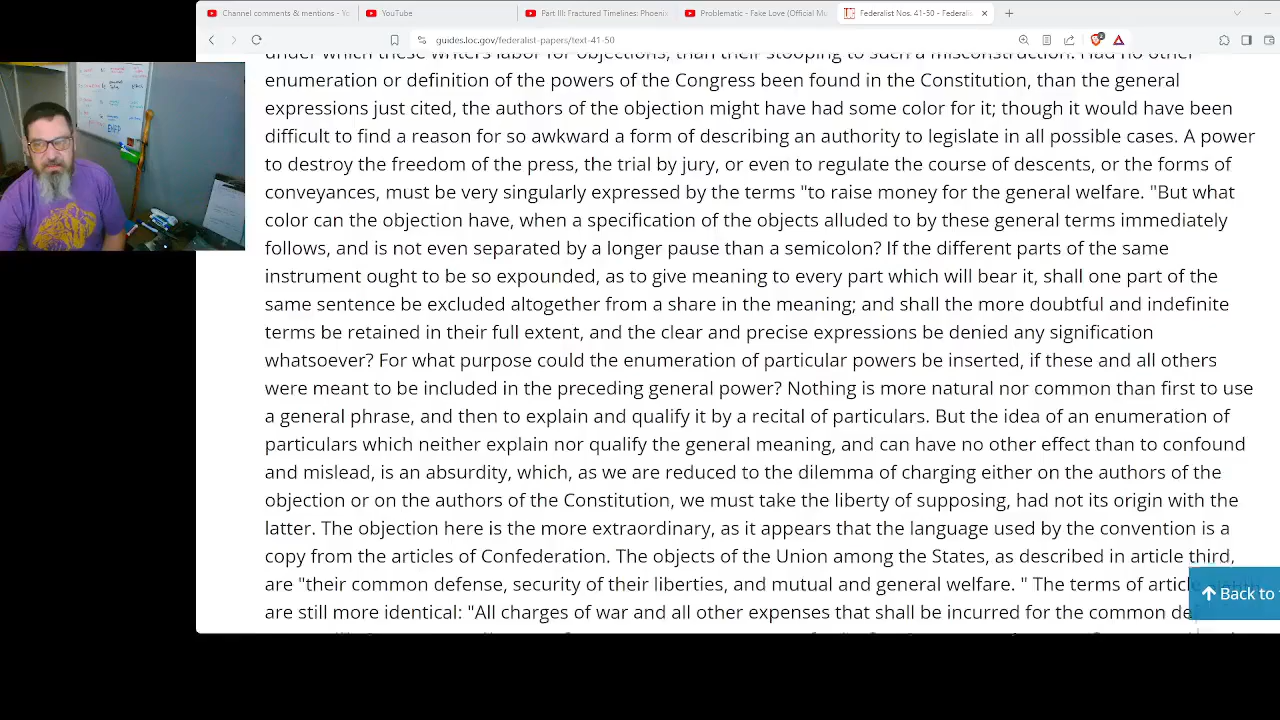 Channel comments & mentions - Yo
YouTube
Part III: Fractured Timelines: Phoeni
Problematic - Fake Love (Official Mu
Federalist Nos. 41-50 - Federalis
guides.loc.gov/federalist-papers/text-41-50
under which these writers labor for objections, than their stooping to such a misconstruction. Had no other
enumeration or definition of the powers of the Congress been found in the Constitution, than the general
expressions just cited, the authors of the objection might have had some color for it; though it would have been
difficult to find a reason for so awkward a form of describing an authority to legislate in all possible cases. A power
to destroy the freedom of the press, the trial by jury, or even to regulate the course of descents, or the forms of
conveyances, must be very singularly expressed by the terms "to raise money for the general welfare. "But what
color can the objection have, when a specification of the objects alluded to by these general terms immediately
follows, and is not even separated by a longer pause than a semicolon? If the different parts of the same
instrument ought to be so expounded, as to give meaning to every part which will bear it, shall one part of the
same sentence be excluded altogether from a share in the meaning; and shall the more doubtful and indefinite
terms be retained in their full extent, and the clear and precise expressions be denied any signification
whatsoever? For what purpose could the enumeration of particular powers be inserted, if these and all others
were meant to be included in the preceding general power? Nothing is more natural nor common than first to use
a general phrase, and then to explain and qualify it by a recital of particulars. But the idea of an enumeration of
particulars which neither explain nor qualify the general meaning, and can have no other effect than to confound
and mislead, is an absurdity, which, as we are reduced to the dilemma of charging either on the authors of the
objection or on the authors of the Constitution, we must take the liberty of supposing, had not its origin with the
latter. The objection here is the more extraordinary, as it appears that the language used by the convention is a
copy from the articles of Confederation. The objects of the Union among the States, as described in article third,
are "their common defense, security of their liberties, and mutual and general welfare. " The terms of article
are still more identical: "All charges of war and all other expenses that shall be incurred for the common def
Back to